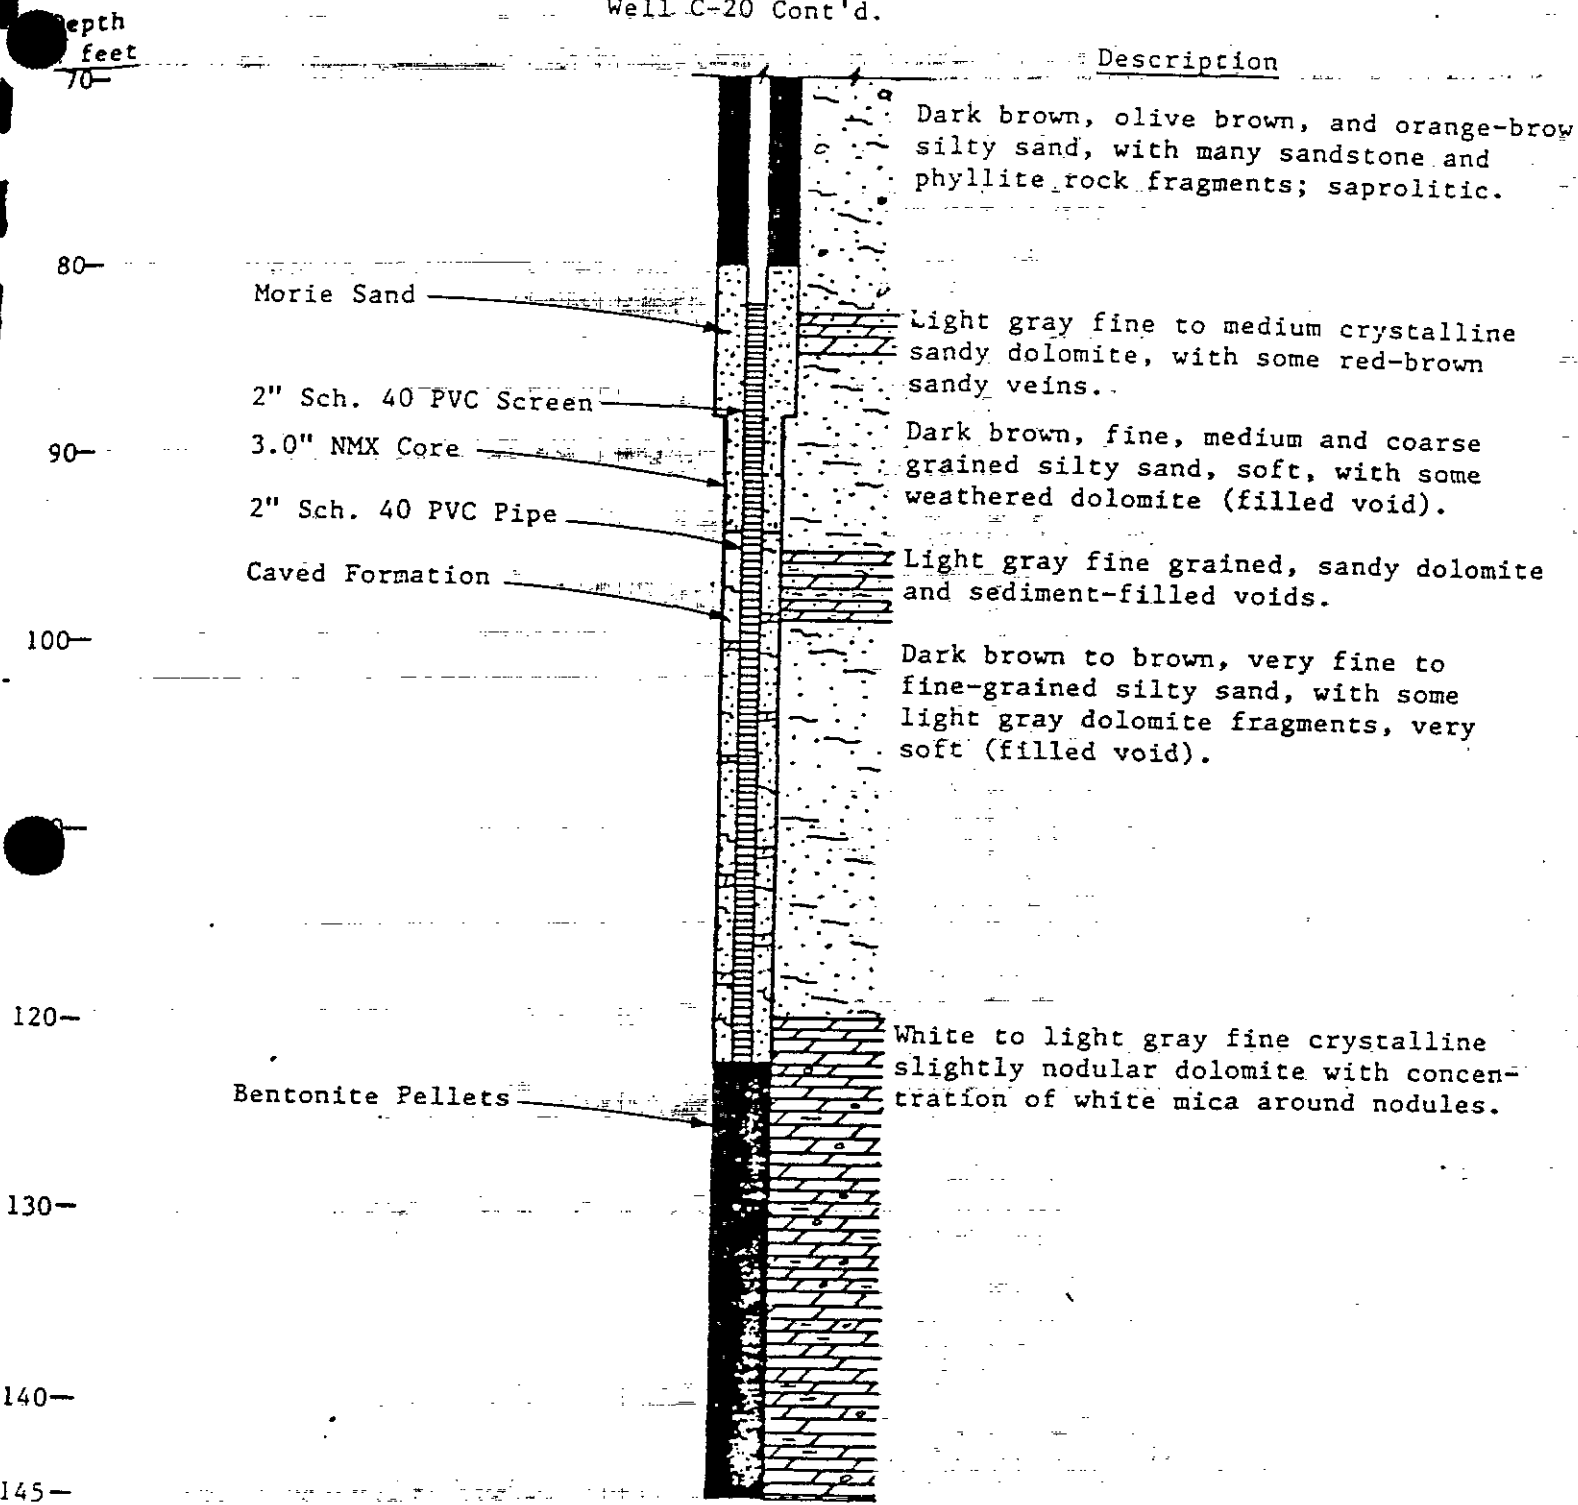 Well C-20 Cont'd.
epth
feet
Description
70—
Dark brown, olive brown, and orange-brow
silty sand, with many sandstone and
phyllite rock fragments; saprolitic.
80—
Morie Sand
Light gray fine to medium crystalline
sandy dolomite, with some red-brown
sandy veins.
2" Sch. 40 PVC Screen
Dark brown, fine, medium and coarse
grained silty sand, soft, with some
weathered dolomite (filled void).
90—
3.0" NMX Core
2" Sch. 40 PVC Pipe
Light gray fine grained, sandy dolomite
and sediment-filled voids.
Caved Formation
100—
Dark brown to brown, very fine to
fine-grained silty sand, with some
light gray dolomite fragments, very
soft (filled void).
0—
120—
White to light gray fine crystalline
slightly nodular dolomite with concen-
tration of white mica around nodules.
Bentonite Pellets
130—
140—
145—